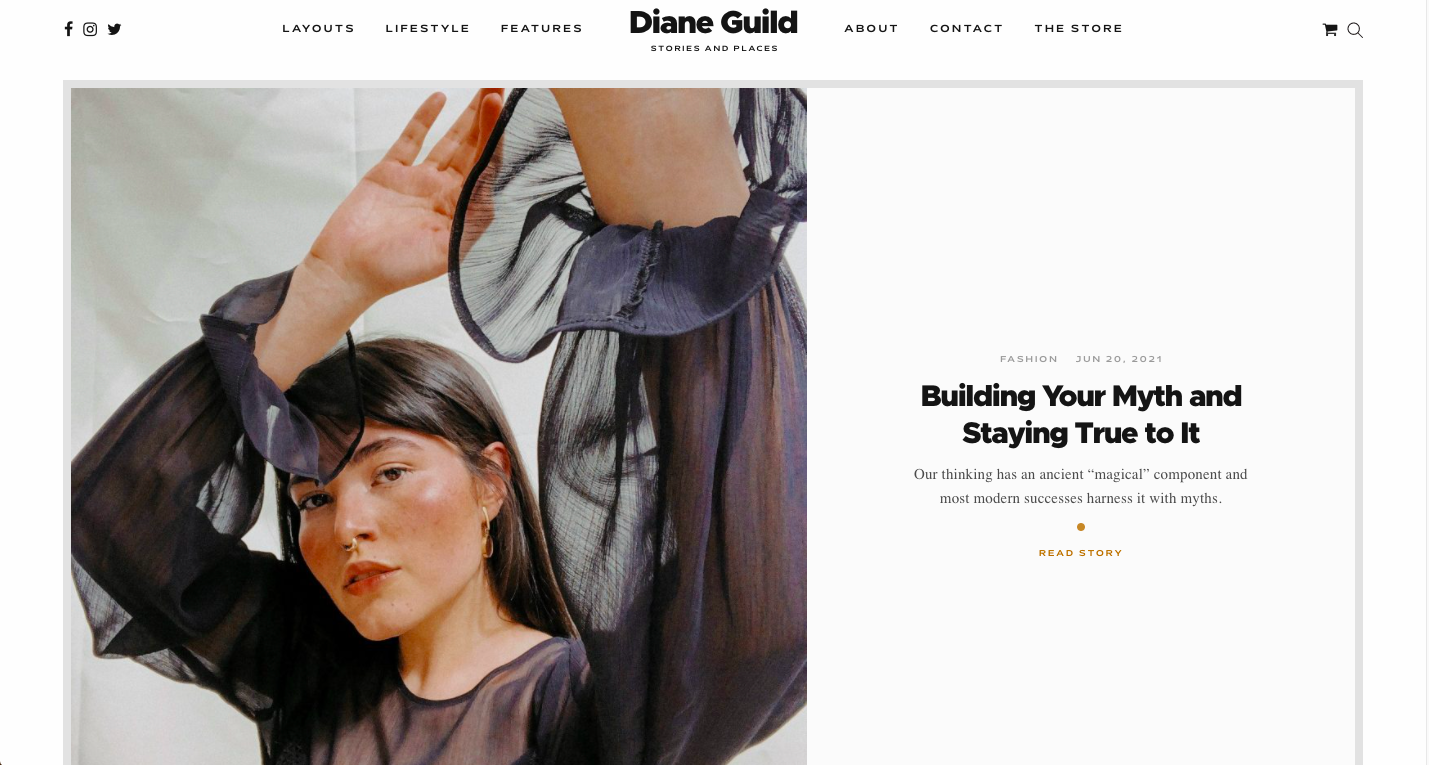 LAYOUTS LIFESTYLE FEATURES Diane Guild ABOUT CONTACT THE STORE
STORIES AND PLACES
FASHION JUN 20, 2021
Building Your Myth and
Staying True to It
Our thinking has an ancient “magical” component and
most modern successes harness it with myths.
READ STORY